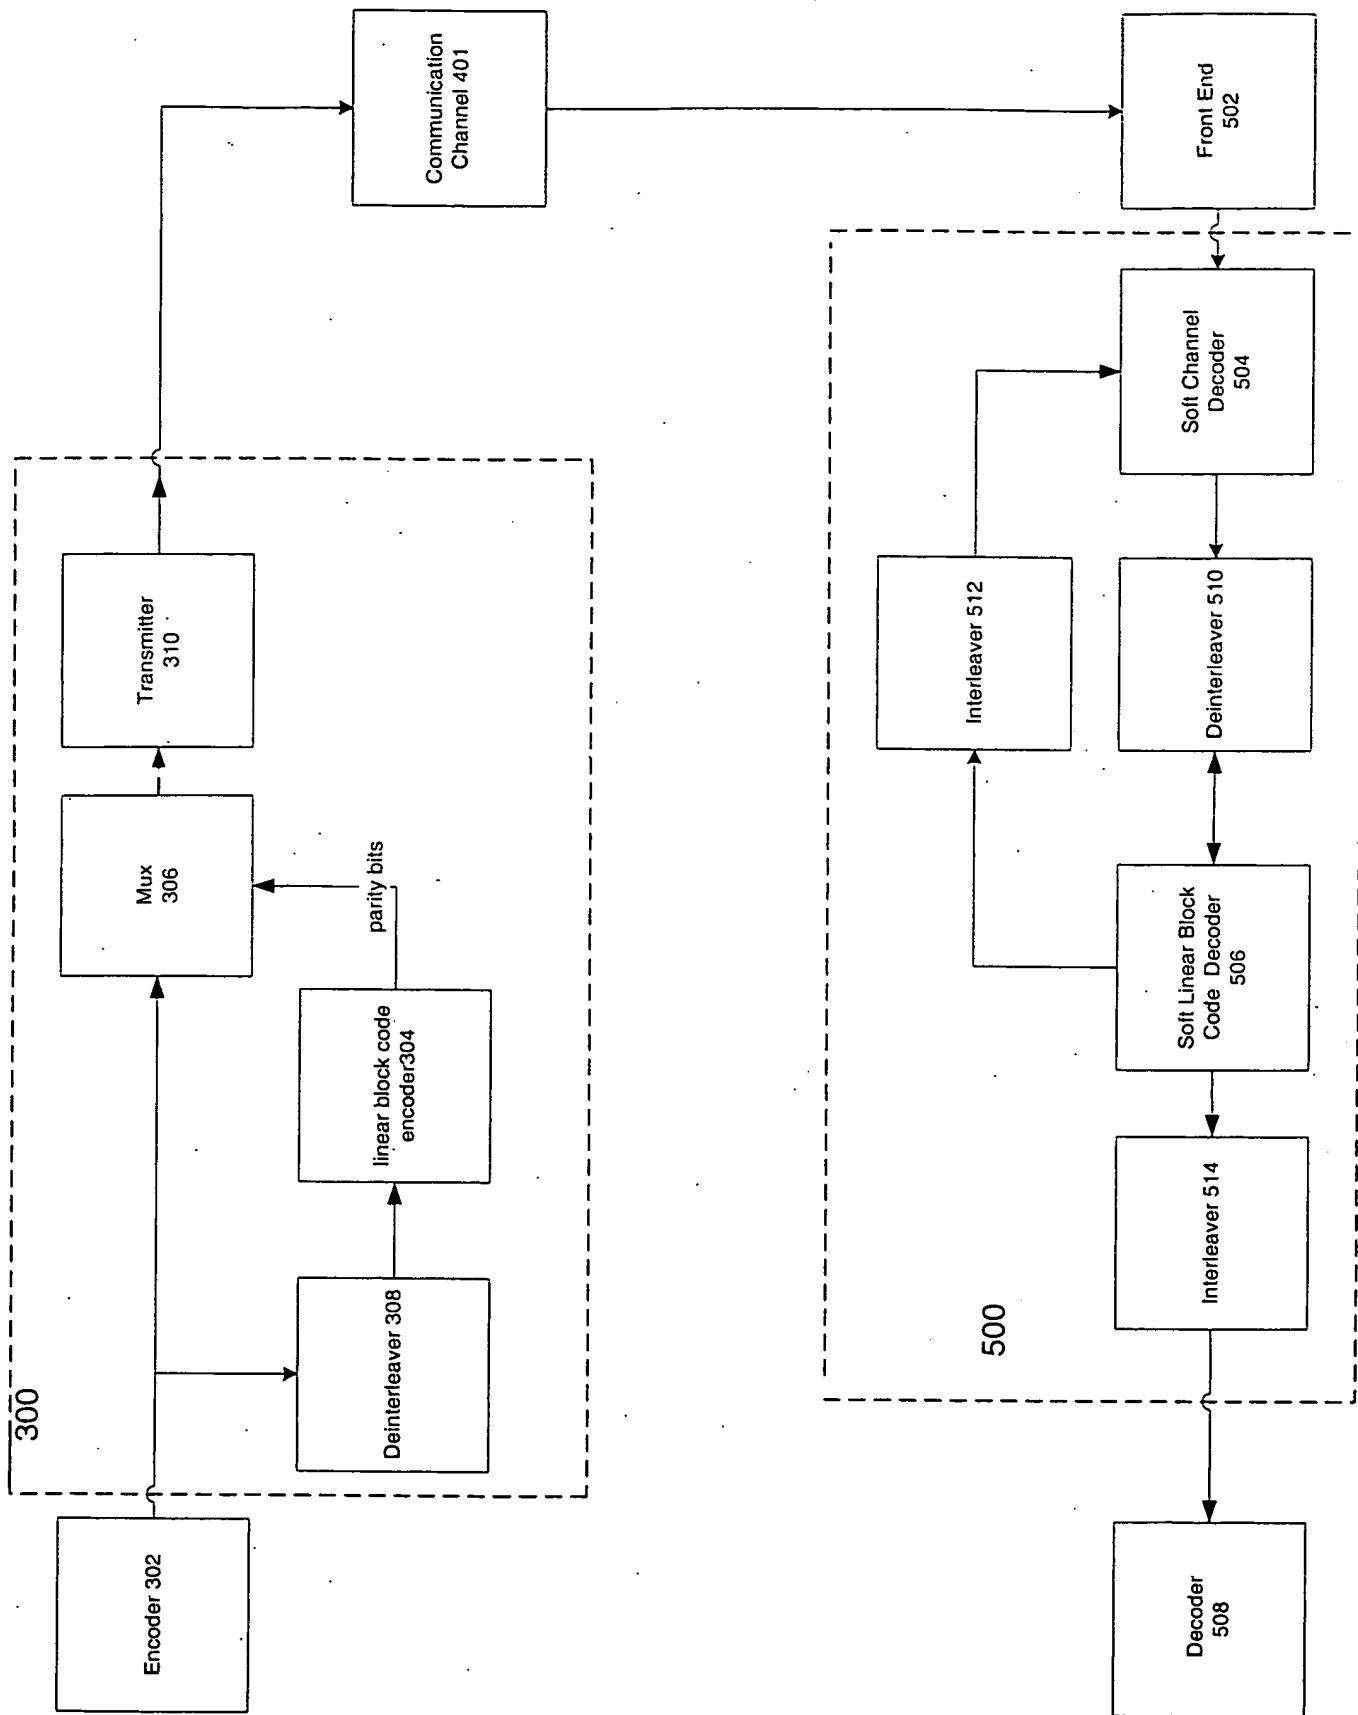 300
Encoder 302
Deinterleaver 308
linear block code
encoder304
parity bits
Mux
306
Transmitter
310
Communication
Channel 401
Front End
502
500
Soft Channel
Decoder
504
Deinterleaver 510
Interleaver 512
Soft Linear Block
Code Decoder
506
Interleaver 514
Decoder
508